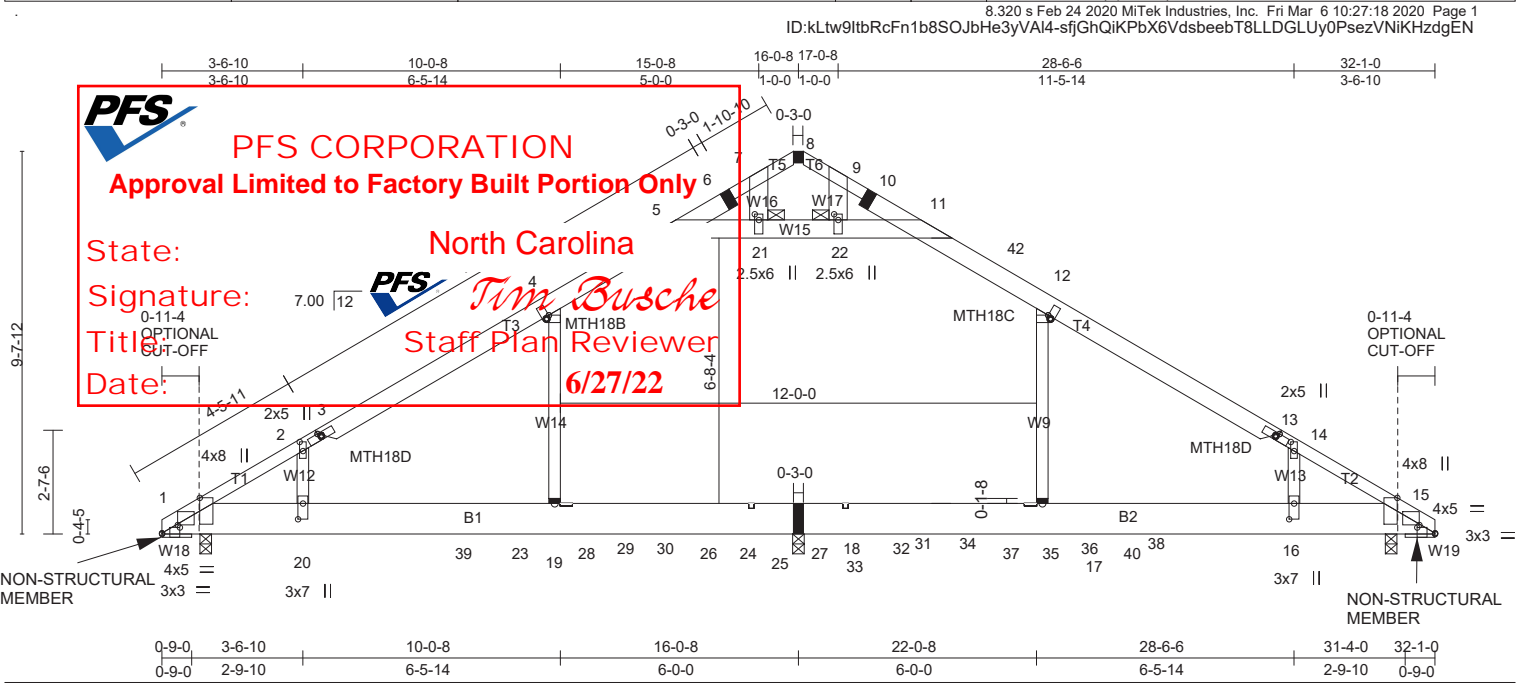 8.320 s Feb 24 2020 MiTek Industries, Inc. Fri Mar 6 10:27:18 2020 Page 1
ID:kLtw9ItbRcFn1b8SOJbHe3yVAl4-sfjGhQiKPbX6VdsbeebT8LLDGLUy0PsezVNiKHzdgEN
3-6-10 10-0-8 15-0-8 16-0-8 17-0-8 28-6-6 32-1-0
3-6-10 6-5-14 5-0-0 1-0-0 1-0-0 11-5-14 3-6-10
PFS
PFS CORPORATION
Approval Limited to Factory Built Portion Only
State: North Carolina
PFS
Signature: Tim Busche
Title: Staff Plan Reviewer
Date: 6/27/22
0-3-0 1-10-10
0-3-0
8
7 T5 T6 9
6 10
5 W16 W17 11
W15
21 22 42
2.5x6 || 2.5x6 ||
4 12
7.00 12
0-11-4
OPTIONAL
CUT-OFF
T3 MTH18B MTH18C T4
0-11-4
OPTIONAL
CUT-OFF
9-7-12
6-8-4
12-0-0
4-5-11
2x5 || 3
2
W14 W9
2x5 ||
13
14
4x8 || MTH18D MTH18D 4x8 ||
T1 W12 W13 T2
2-7-6
0-3-0
0-1-8
1 15
0-4-5
4x5 =
B1 B2
3x3 =
W18 W19
4x5 =
3x3 =
NON-STRUCTURAL
MEMBER
20 39 23 19 28 29 30 26 24 25 27 18 33 32 31 34 37 35 36 17 40 38 16
3x7 || 3x7 ||
NON-STRUCTURAL
MEMBER
0-9-0 3-6-10 10-0-8 16-0-8 22-0-8 28-6-6 31-4-0 32-1-0
0-9-0 2-9-10 6-5-14 6-0-0 6-0-0 6-5-14 2-9-10 0-9-0